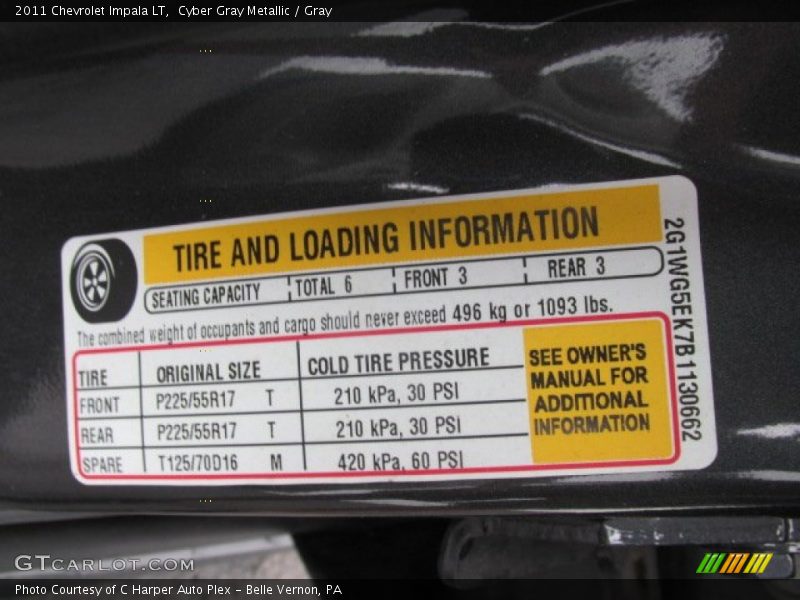 2011 Chevrolet Impala LT, Cyber Gray Metallic / Gray
TIRE AND LOADING INFORMATION
SEATING CAPACITY TOTAL 6 FRONT 3 REAR 3
The combined weight of occupants and cargo should never exceed 496 kg or 1093 lbs.
TIRE ORIGINAL SIZE COLD TIRE PRESSURE
FRONT P225/55R17 T 210 kPa, 30 PSI
REAR P225/55R17 T 210 kPa, 30 PSI
SPARE T125/70D16 M 420 kPa, 60 PSI
SEE OWNER'S
MANUAL FOR
ADDITIONAL
INFORMATION
2G1WG5EK7B1130662
GTCARLOT.COM
Photo Courtesy of C Harper Auto Plex - Belle Vernon, PA